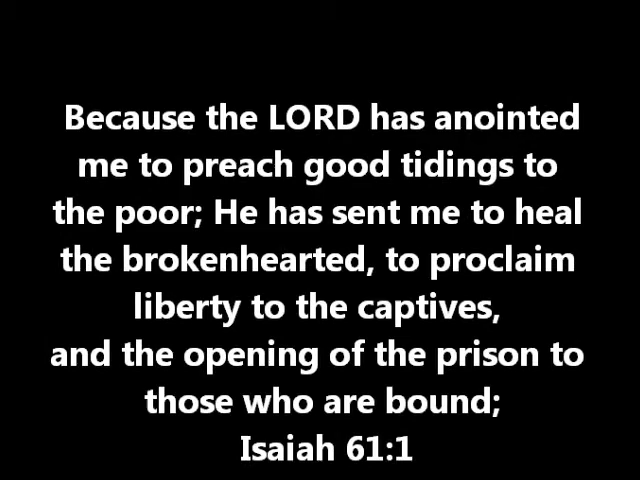 Because the LORD has anointed
me to preach good tidings to
the poor; He has sent me to heal
the brokenhearted, to proclaim
liberty to the captives,
and the opening of the prison to
those who are bound;
Isaiah 61:1